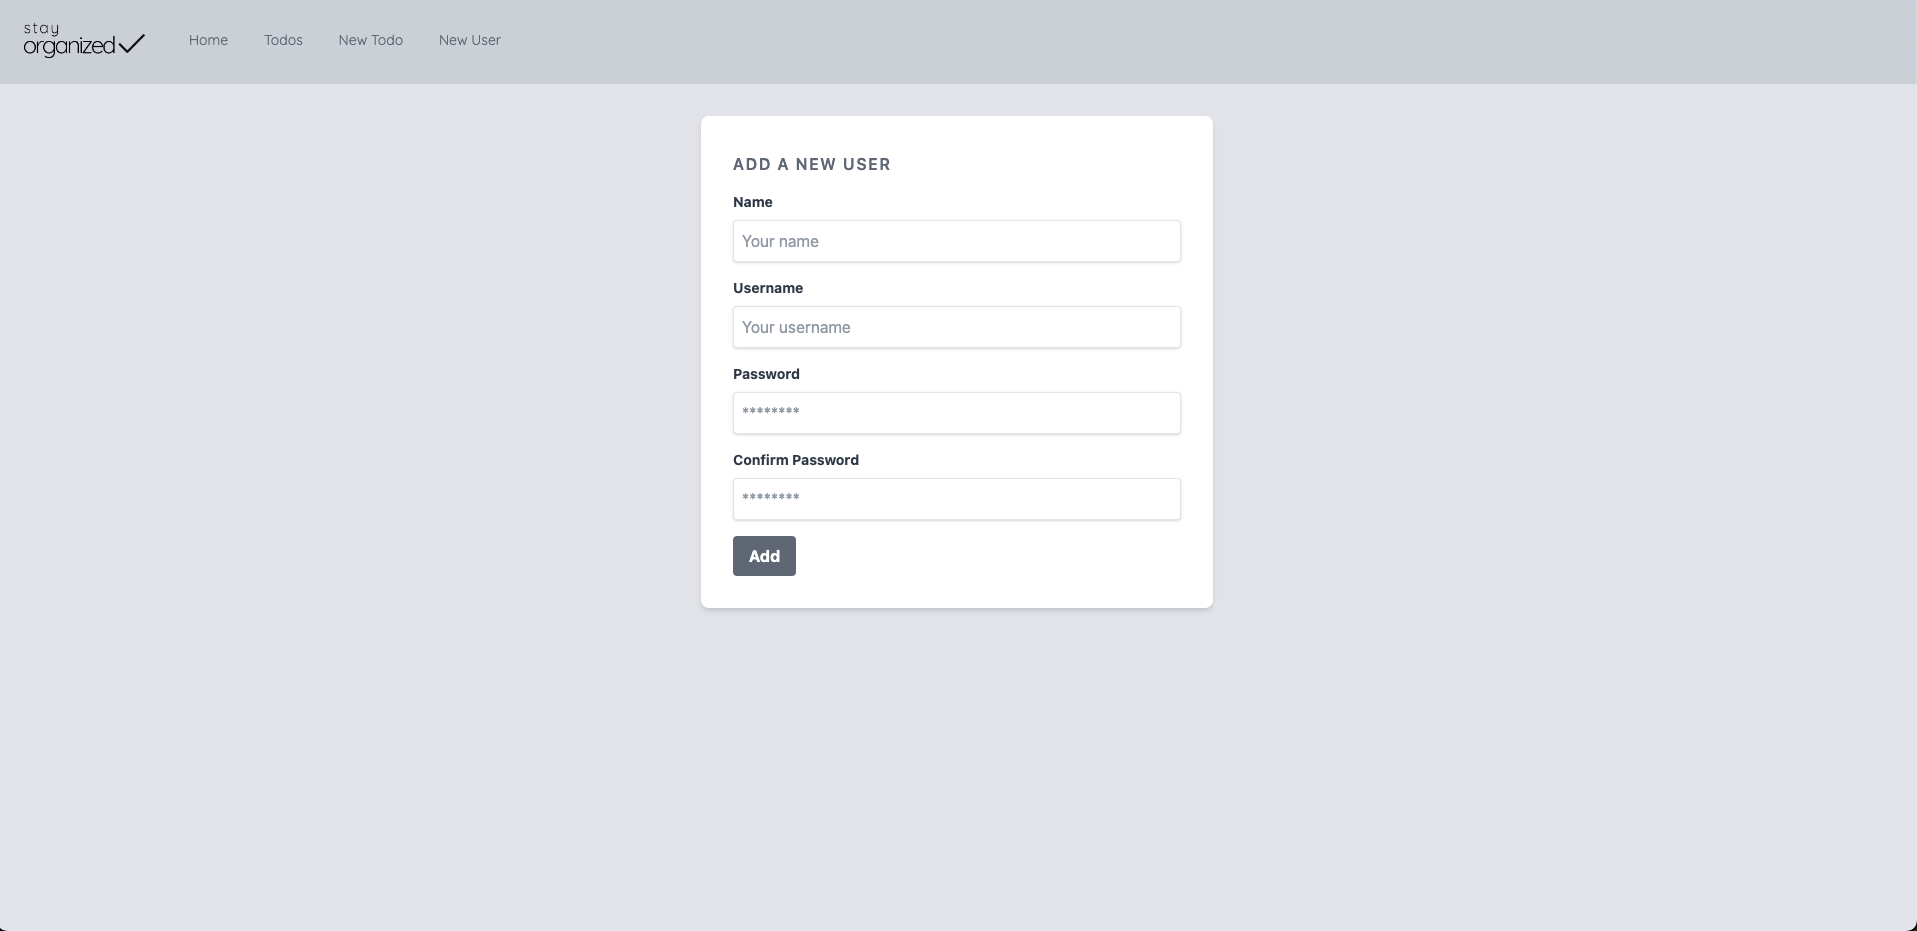 stay
organized
Home Todos New Todo New User
ADD A NEW USER
Name
Your name
Username
Your username
Password
********
Confirm Password
********
Add